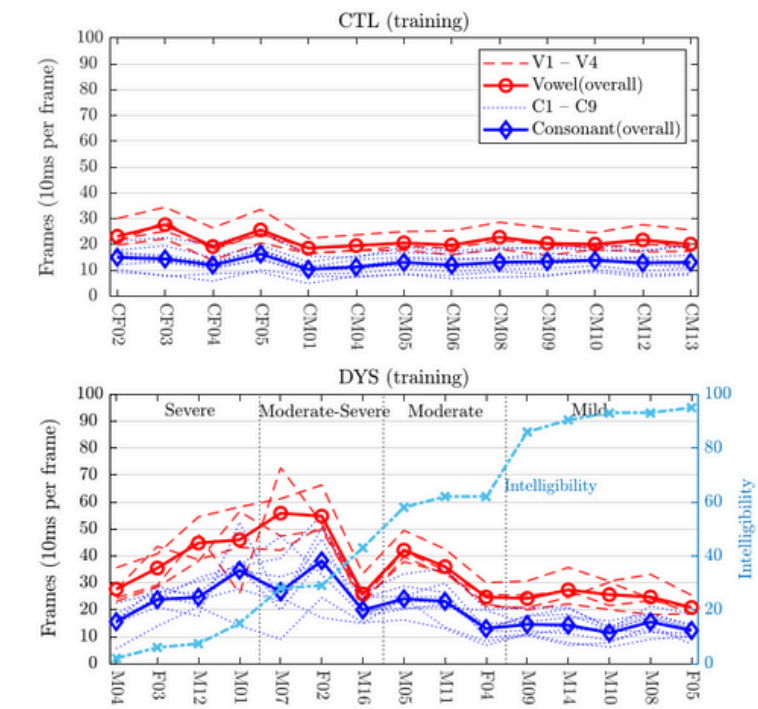 CTL (training)
Frames (10ms per frame)
100
90
80
70
60
50
40
30
20
10
0
V1 – V4
Vowel(overall)
C1 – C9
Consonant(overall)
CF02
CF03
CF04
CF05
CM01
CM04
CM05
CM06
CM08
CM09
CM10
CM12
CM13
DYS (training)
Frames (10ms per frame)
100
90
80
70
60
50
40
30
20
10
0
Severe
Moderate-Severe
Moderate
Mild
Intelligibility
100
80
60
40
20
0
Intelligibility
M04
F03
M12
M01
M07
F02
M16
M05
M11
F04
M09
M14
M10
M08
F05